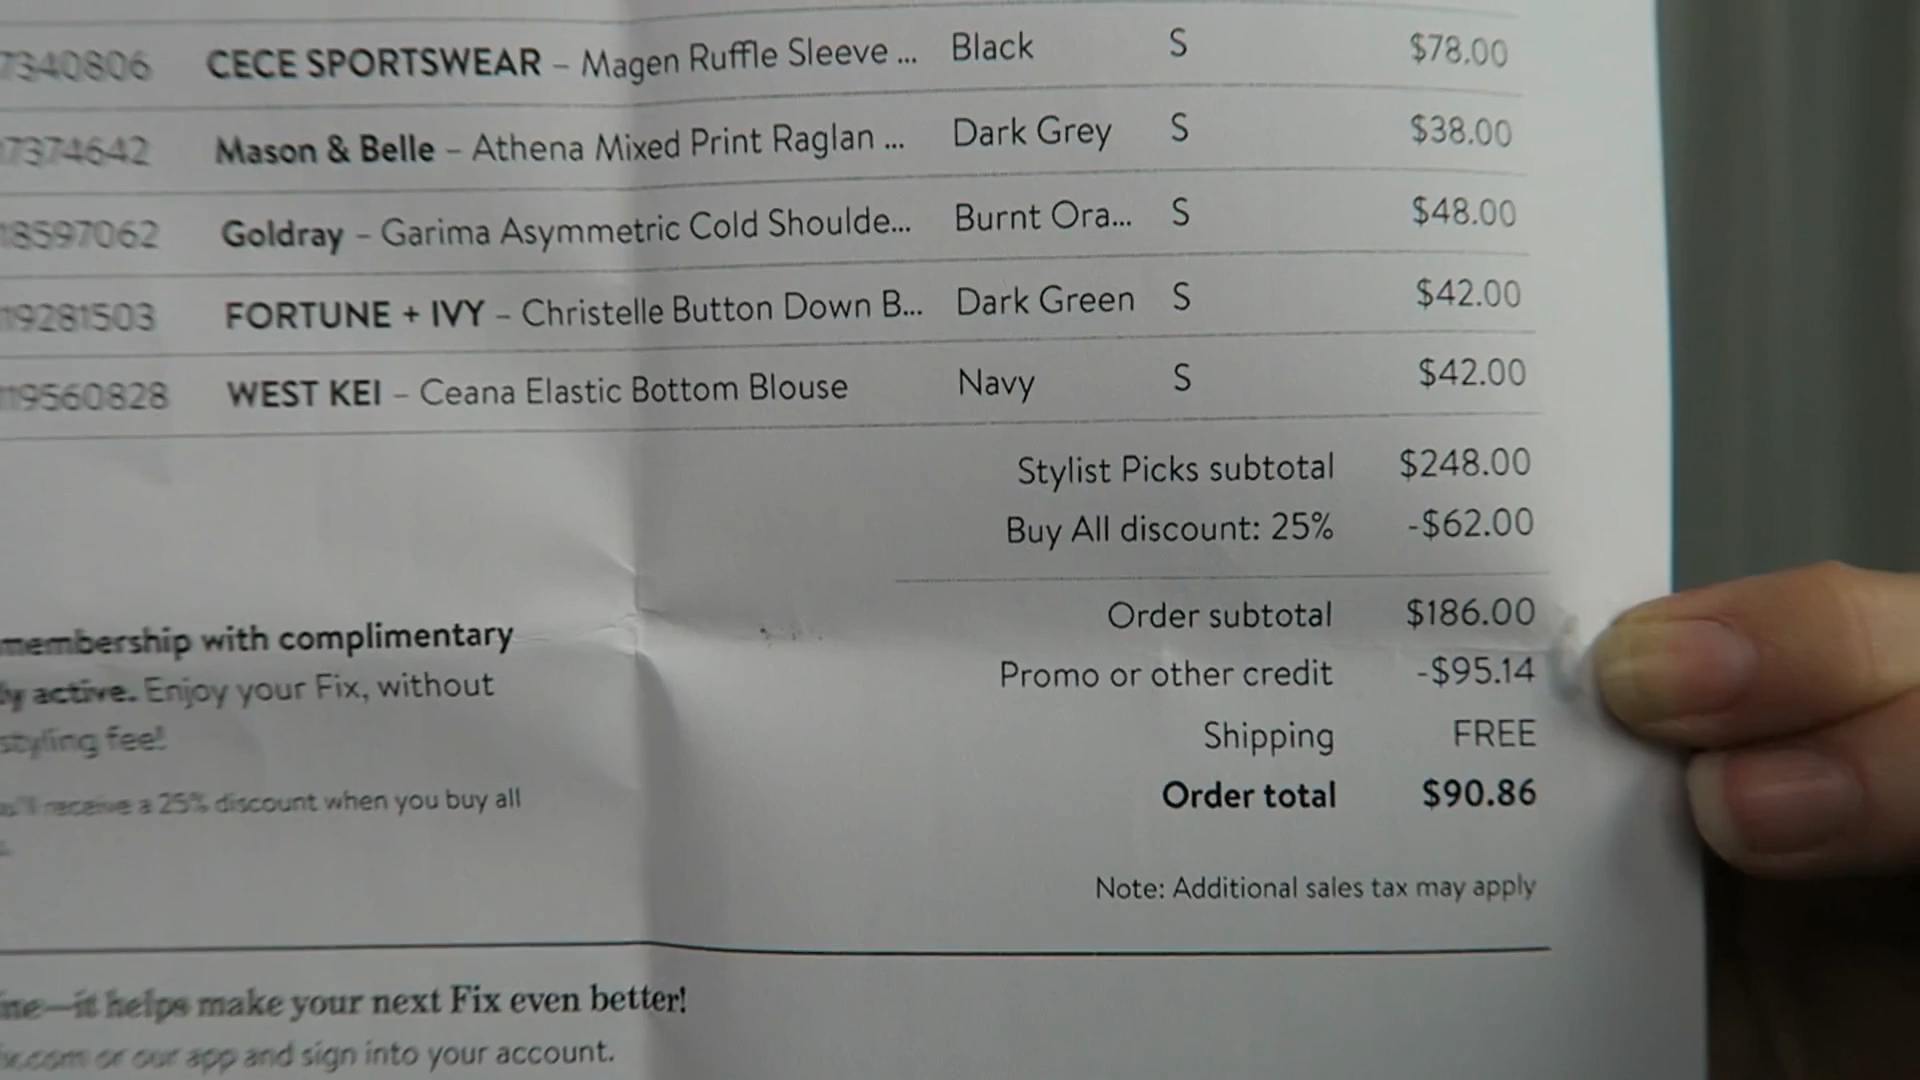 7340806 CECE SPORTSWEAR – Magen Ruffle Sleeve ... Black S $78.00
7374642 Mason & Belle – Athena Mixed Print Raglan ... Dark Grey S $38.00
18597062 Goldray – Garima Asymmetric Cold Shoulde... Burnt Ora... S $48.00
119281503 FORTUNE + IVY – Christelle Button Down B... Dark Green S $42.00
119560828 WEST KEI – Ceana Elastic Bottom Blouse Navy S $42.00
Stylist Picks subtotal $248.00
Buy All discount: 25% -$62.00
Order subtotal $186.00
Promo or other credit -$95.14
Shipping FREE
Order total $90.86
Note: Additional sales tax may apply
membership with complimentary
ly active. Enjoy your Fix, without
styling fee!
receive a 25% discount when you buy all
ne—it helps make your next Fix even better!
x.com or our app and sign into your account.